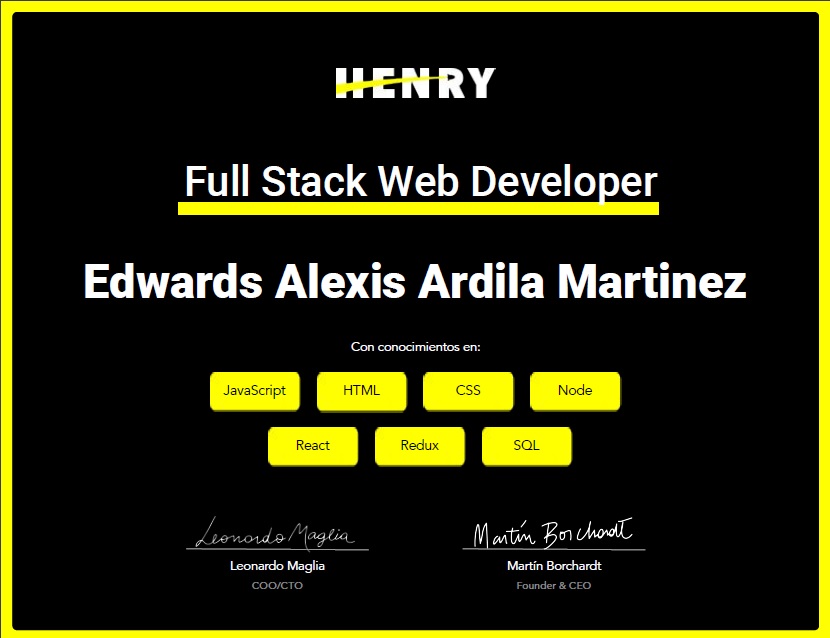 HENRY
Full Stack Web Developer
Edwards Alexis Ardila Martinez
Con conocimientos en:
JavaScript HTML CSS Node
React Redux SQL
Leonardo Maglia Martín Borchardt
Leonardo Maglia Martín Borchardt
COO/CTO Founder & CEO